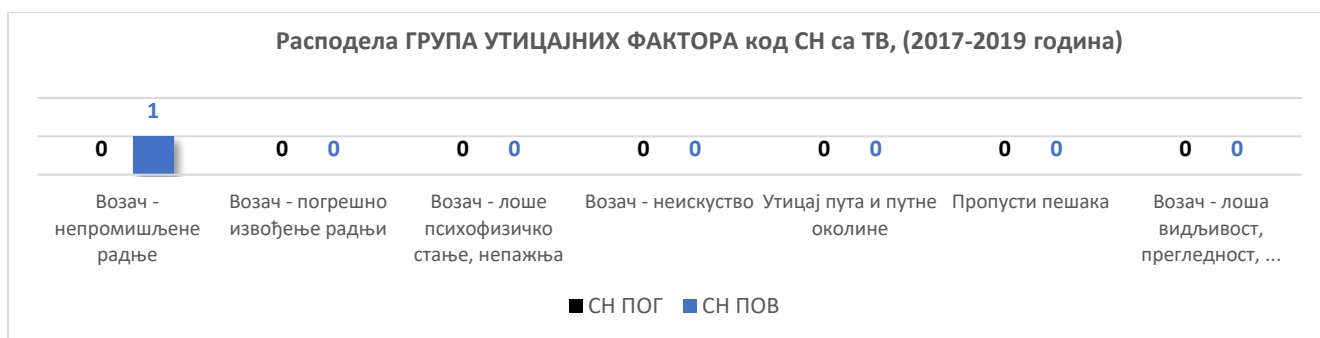 Расподела ГРУПА УТИЦАЈНИХ ФАКТОРА код СН са ТВ, (2017-2019 година)
1
0 0 0 0 0 0 0 0 0 0 0 0 0
Возач - непромишљене радње
Возач - погрешно извођење радњи
Возач - лоше психофизичко стање, непажња
Возач - неискуство
Утицај пута и путне околине
Пропусти пешака
Возач - лоша видљивост, прегледност, ...
СН ПОГ СН ПОВ